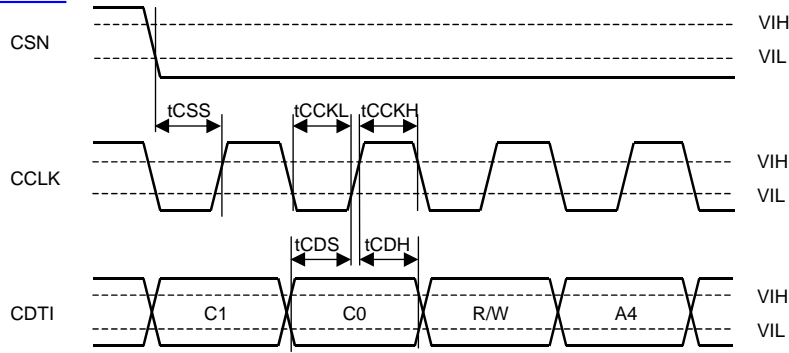 CSN
VIH
VIL
tCSS
tCCKL
tCCKH
CCLK
VIH
VIL
tCDS
tCDH
CDTI
C1
C0
R/W
A4
VIH
VIL